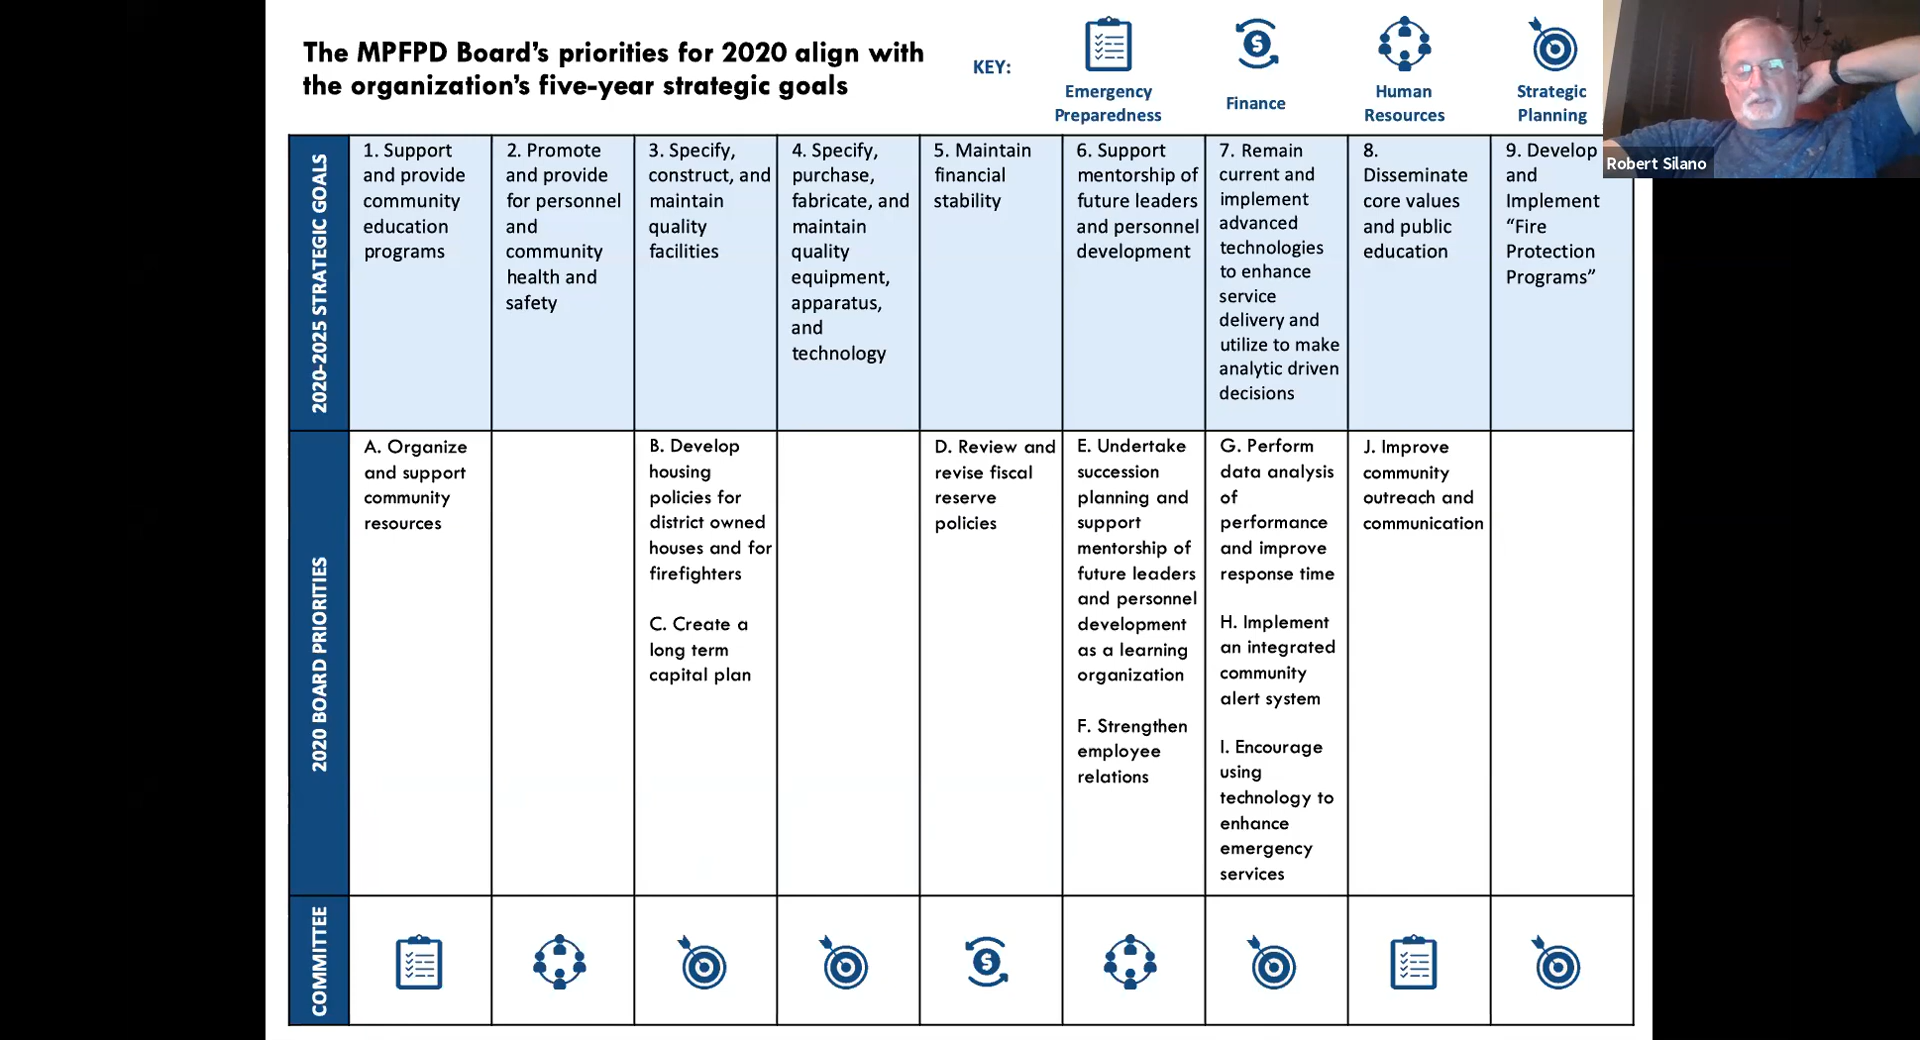 The MPFPD Board's priorities for 2020 align with
the organization's five-year strategic goals
KEY:
Emergency
Preparedness
Finance
Human
Resources
Strategic
Planning
Robert Silano
2020-2025 STRATEGIC GOALS
1. Support
and provide
community
education
programs
2. Promote
and provide
for personnel
and
community
health and
safety
3. Specify,
construct, and
maintain
quality
facilities
4. Specify,
purchase,
fabricate, and
maintain
quality
equipment,
apparatus,
and
technology
5. Maintain
financial
stability
6. Support
mentorship of
future leaders
and personnel
development
7. Remain
current and
implement
advanced
technologies
to enhance
service
delivery and
utilize to make
analytic driven
decisions
8.
Disseminate
core values
and public
education
9. Develop
and
Implement
“Fire
Protection
Programs”
2020 BOARD PRIORITIES
A. Organize
and support
community
resources
B. Develop
housing
policies for
district owned
houses and for
firefighters
C. Create a
long term
capital plan
D. Review and
revise fiscal
reserve
policies
E. Undertake
succession
planning and
support
mentorship of
future leaders
and personnel
development
as a learning
organization
F. Strengthen
employee
relations
G. Perform
data analysis
of
performance
and improve
response time
H. Implement
an integrated
community
alert system
I. Encourage
using
technology to
enhance
emergency
services
J. Improve
community
outreach and
communication
COMMITTEE